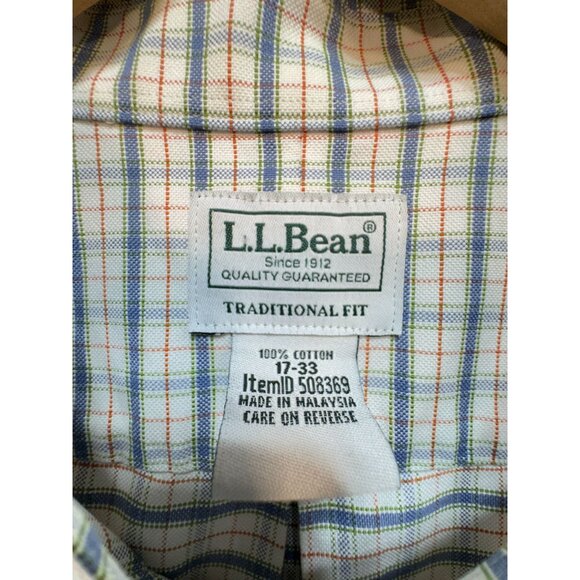 L.L.Bean®
Since 1912
QUALITY GUARANTEED
TRADITIONAL FIT
100% COTTON
17-33
ItemID 508369
MADE IN MALAYSIA
CARE ON REVERSE